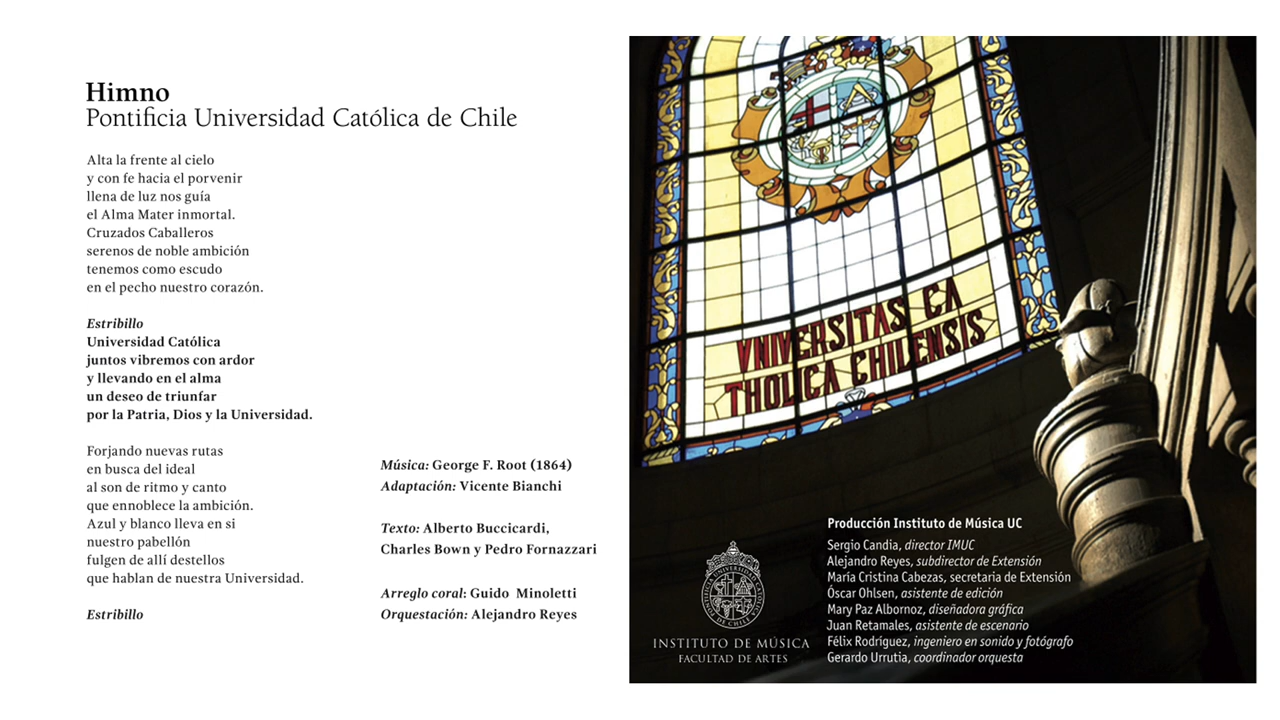 Himno
Pontificia Universidad Católica de Chile
Alta la frente al cielo
y con fe hacia el porvenir
llena de luz nos guía
el Alma Mater inmortal.
Cruzados Caballeros
serenos de noble ambición
tenemos como escudo
en el pecho nuestro corazón.
Estribillo
Universidad Católica
juntos vibremos con ardor
y llevando en el alma
un deseo de triunfar
por la Patria, Dios y la Universidad.
Forjando nuevas rutas
en busca del ideal
al son de ritmo y canto
que ennoblece la ambición.
Azul y blanco lleva en si
nuestro pabellón
fulgen de allí destellos
que hablan de nuestra Universidad.
Estribillo
Música: George F. Root (1864)
Adaptación: Vicente Bianchi
Texto: Alberto Buccicardi,
Charles Bown y Pedro Fornazzari
Arreglo coral: Guido Minoletti
Orquestación: Alejandro Reyes
VNIVERSITAS CA
THOLICA CHILENSIS
PONTIFICIA UNIVERSIDAD CATOLICA DE CHILE
INSTITUTO DE MÚSICA
FACULTAD DE ARTES
Producción Instituto de Música UC
Sergio Candia, director IMUC
Alejandro Reyes, subdirector de Extensión
María Cristina Cabezas, secretaria de Extensión
Óscar Ohlsen, asistente de edición
Mary Paz Albornoz, diseñadora gráfica
Juan Retamales, asistente de escenario
Félix Rodríguez, ingeniero en sonido y fotógrafo
Gerardo Urrutia, coordinador orquesta